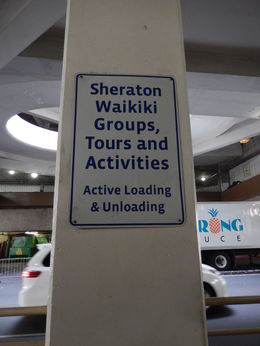 Sheraton
Waikiki
Groups,
Tours and
Activities
Active Loading
& Unloading
RONG
UCE